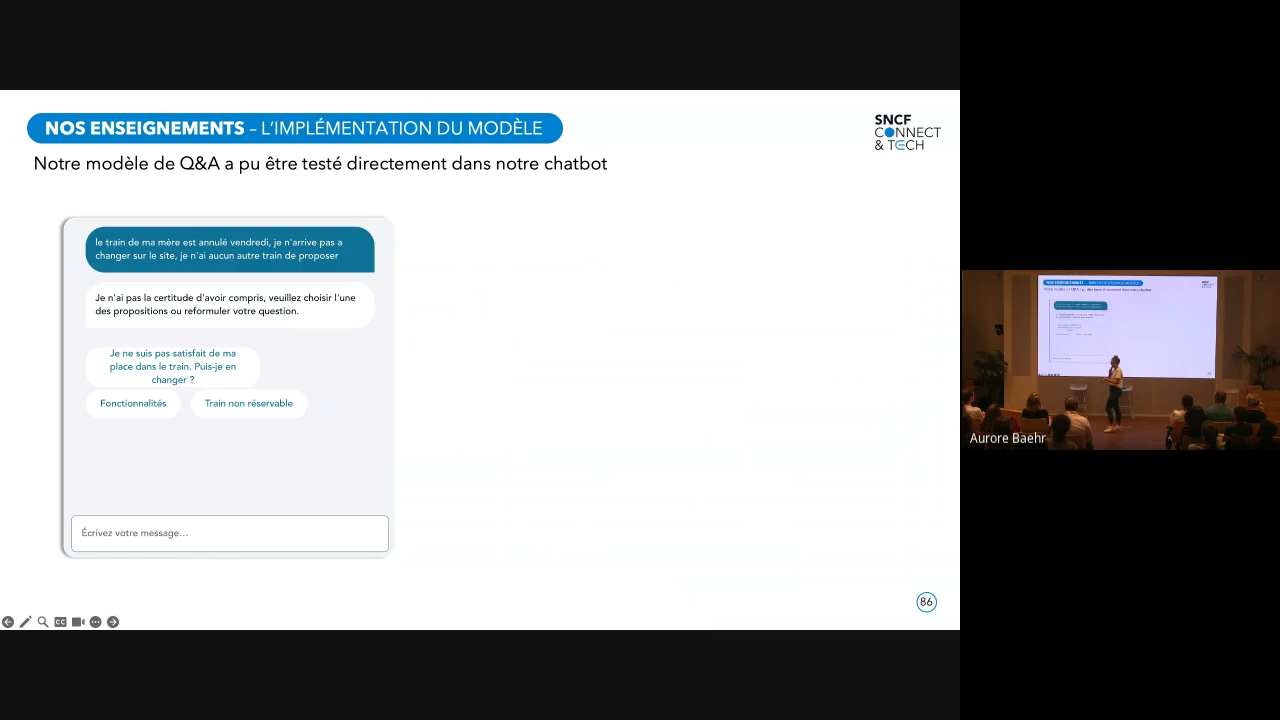 NOS ENSEIGNEMENTS – L'IMPLÉMENTATION DU MODÈLE
SNCF
CONNECT
& TECH
Notre modèle de Q&A a pu être testé directement dans notre chatbot
le train de ma mère est annulé vendredi, je n'arrive pas a
changer sur le site, je n'ai aucun autre train de proposer
Je n'ai pas la certitude d'avoir compris, veuillez choisir l'une
des propositions ou reformuler votre question.
Je ne suis pas satisfait de ma
place dans le train. Puis-je en
changer ?
Fonctionnalités
Train non réservable
Écrivez votre message...
86
CC
Aurore Baehr